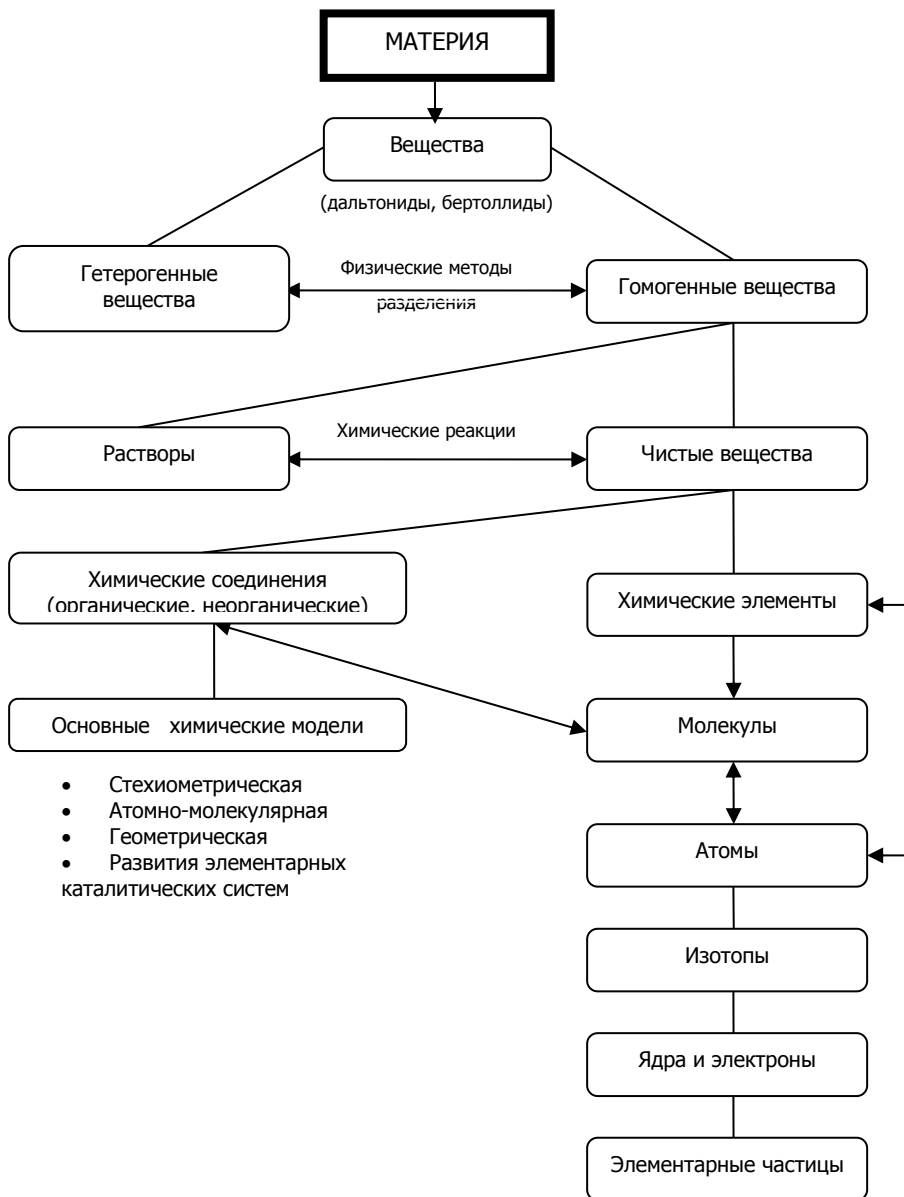 МАТЕРИЯ
Вещества
(дальтониды, бертоллиды)
Гетерогенные
вещества
Физические методы
разделения
Гомогенные вещества
Растворы
Химические реакции
Чистые вещества
Химические соединения
(органические, неорганические)
Химические элементы
Основные химические модели
Молекулы
• Стехиометрическая
• Атомно-молекулярная
• Геометрическая
• Развития элементарных
каталитических систем
Атомы
Изотопы
Ядра и электроны
Элементарные частицы